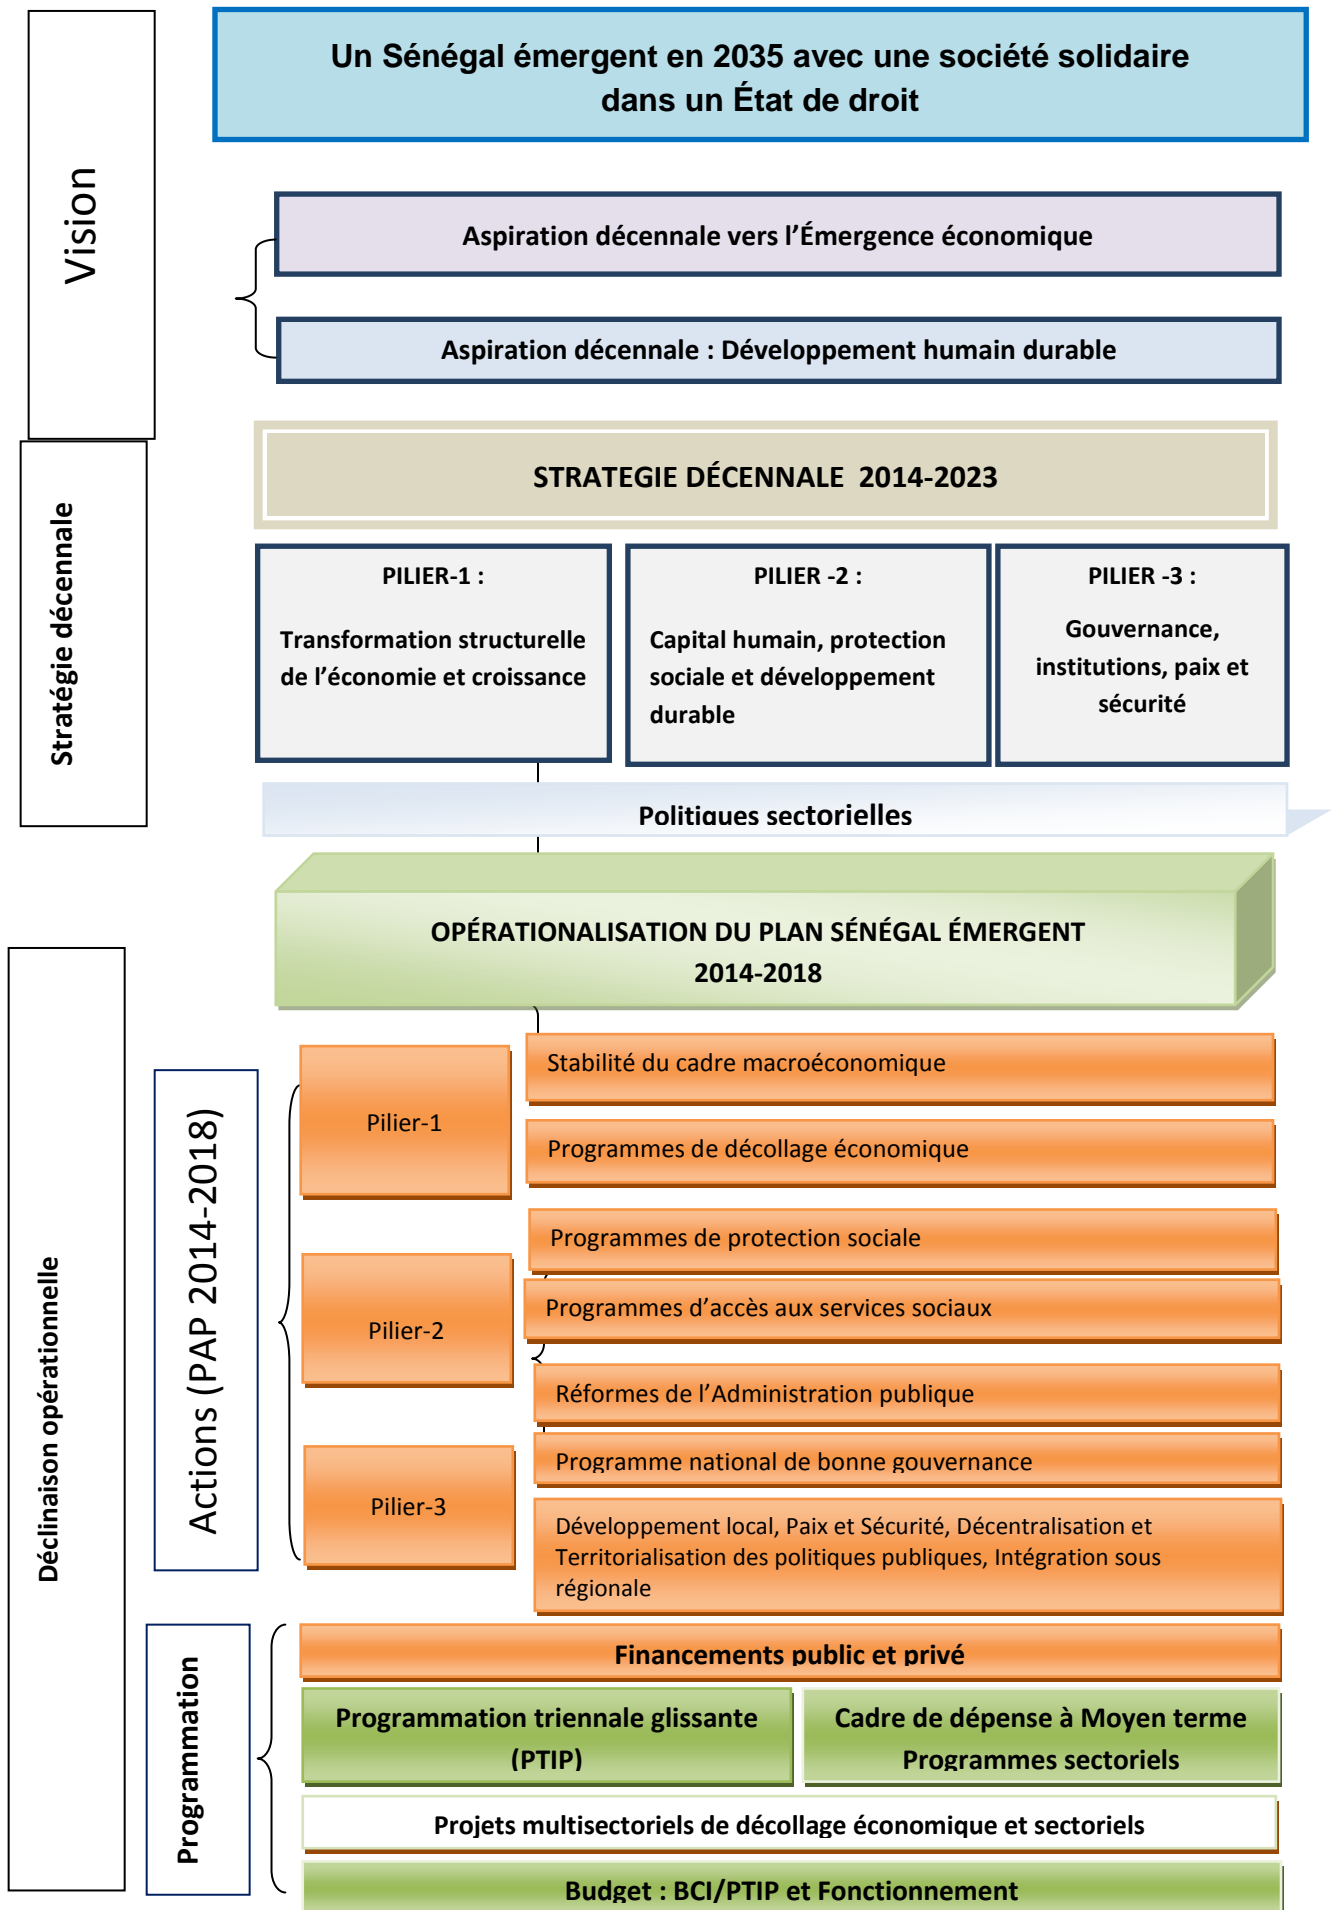 Vision
Un Sénégal émergent en 2035 avec une société solidaire
dans un État de droit
Aspiration décennale vers l’Émergence économique
Aspiration décennale : Développement humain durable
Stratégie décennale
STRATEGIE DÉCENNALE 2014-2023
PILIER-1 :
Transformation structurelle
de l’économie et croissance
PILIER -2 :
Capital humain, protection
sociale et développement
durable
PILIER -3 :
Gouvernance,
institutions, paix et
sécurité
Politiques sectorielles
Déclinaison opérationnelle
OPÉRATIONALISATION DU PLAN SÉNÉGAL ÉMERGENT
2014-2018
Actions (PAP 2014-2018)
Pilier-1
Stabilité du cadre macroéconomique
Programmes de décollage économique
Pilier-2
Programmes de protection sociale
Programmes d’accès aux services sociaux
Pilier-3
Réformes de l’Administration publique
Programme national de bonne gouvernance
Développement local, Paix et Sécurité, Décentralisation et
Territorialisation des politiques publiques, Intégration sous
régionale
Programmation
Financements public et privé
Programmation triennale glissante
(PTIP)
Cadre de dépense à Moyen terme
Programmes sectoriels
Projets multisectoriels de décollage économique et sectoriels
Budget : BCI/PTIP et Fonctionnement